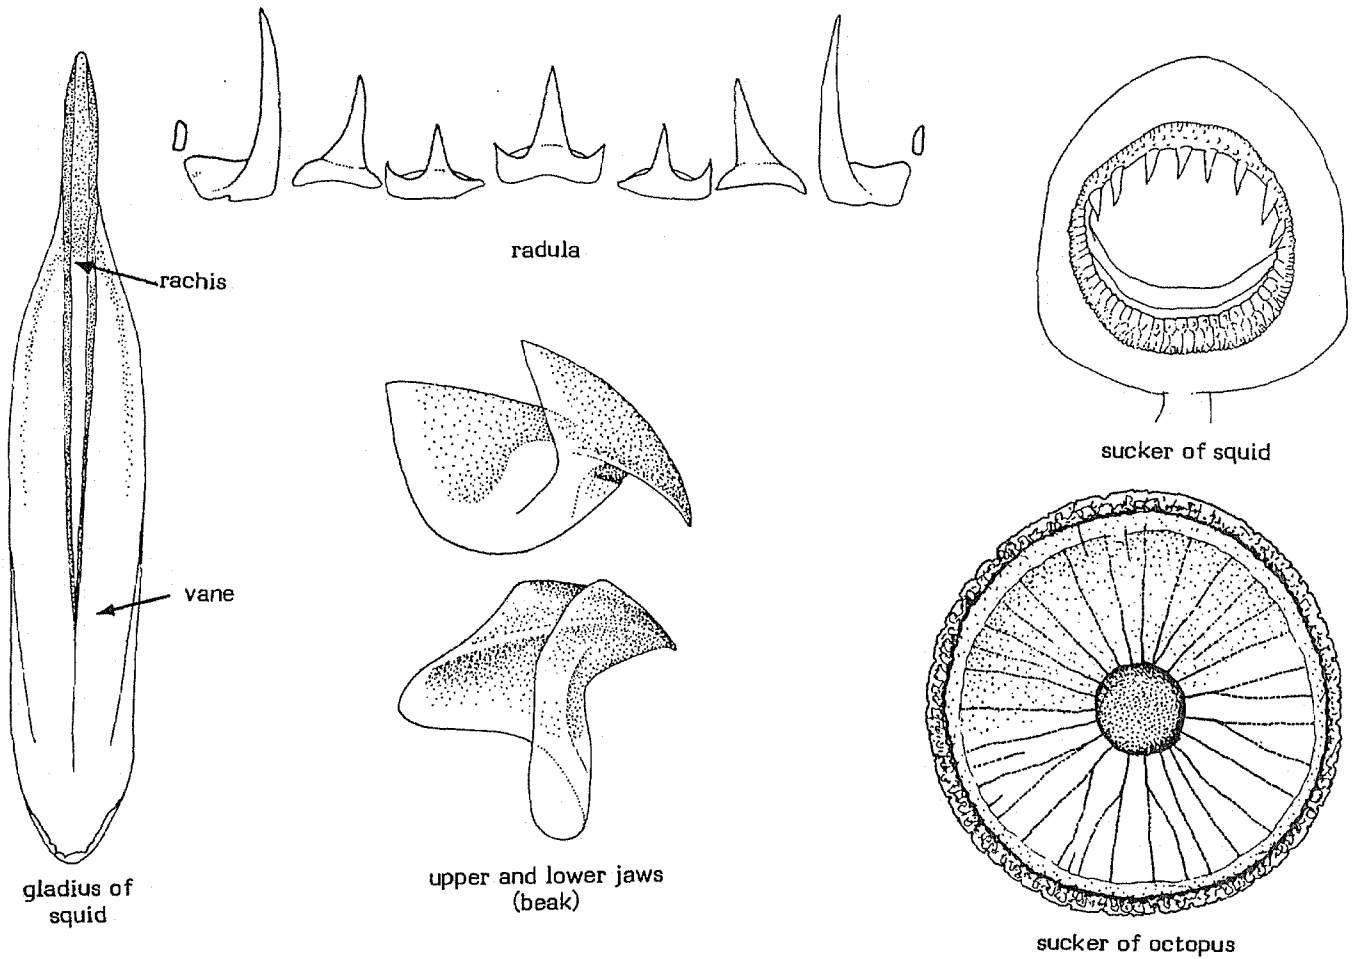 radula
rachis
vane
gladius of
squid
upper and lower jaws
(beak)
sucker of squid
sucker of octopus